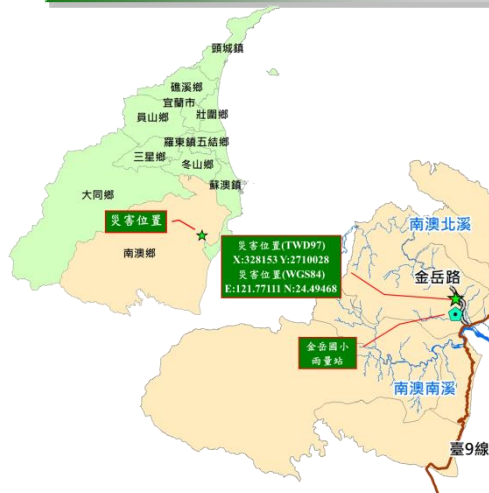 頭城鎮
礁溪鄉
宜蘭市
壯圍鄉
員山鄉
羅東鎮
五結鄉
三星鄉
冬山鄉
蘇澳鎮
大同鄉
災害位置
南澳鄉
災害位置(TWD97)
X:328153 Y:2710028
災害位置(WGS84)
E:121.77111 N:24.49468
南澳北溪
金岳路
金岳國小
雨量站
南澳南溪
臺9線